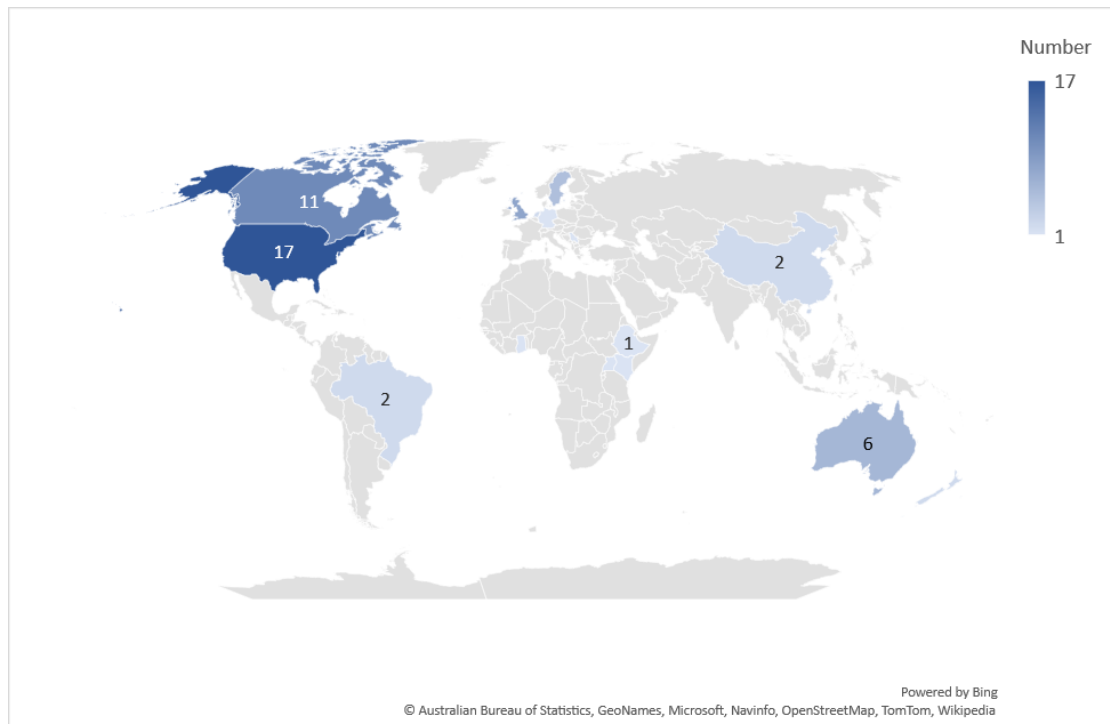 Number
17
1
11
17
2
1
2
6
Powered by Bing
© Australian Bureau of Statistics, GeoNames, Microsoft, Navinfo, OpenStreetMap, TomTom, Wikipedia